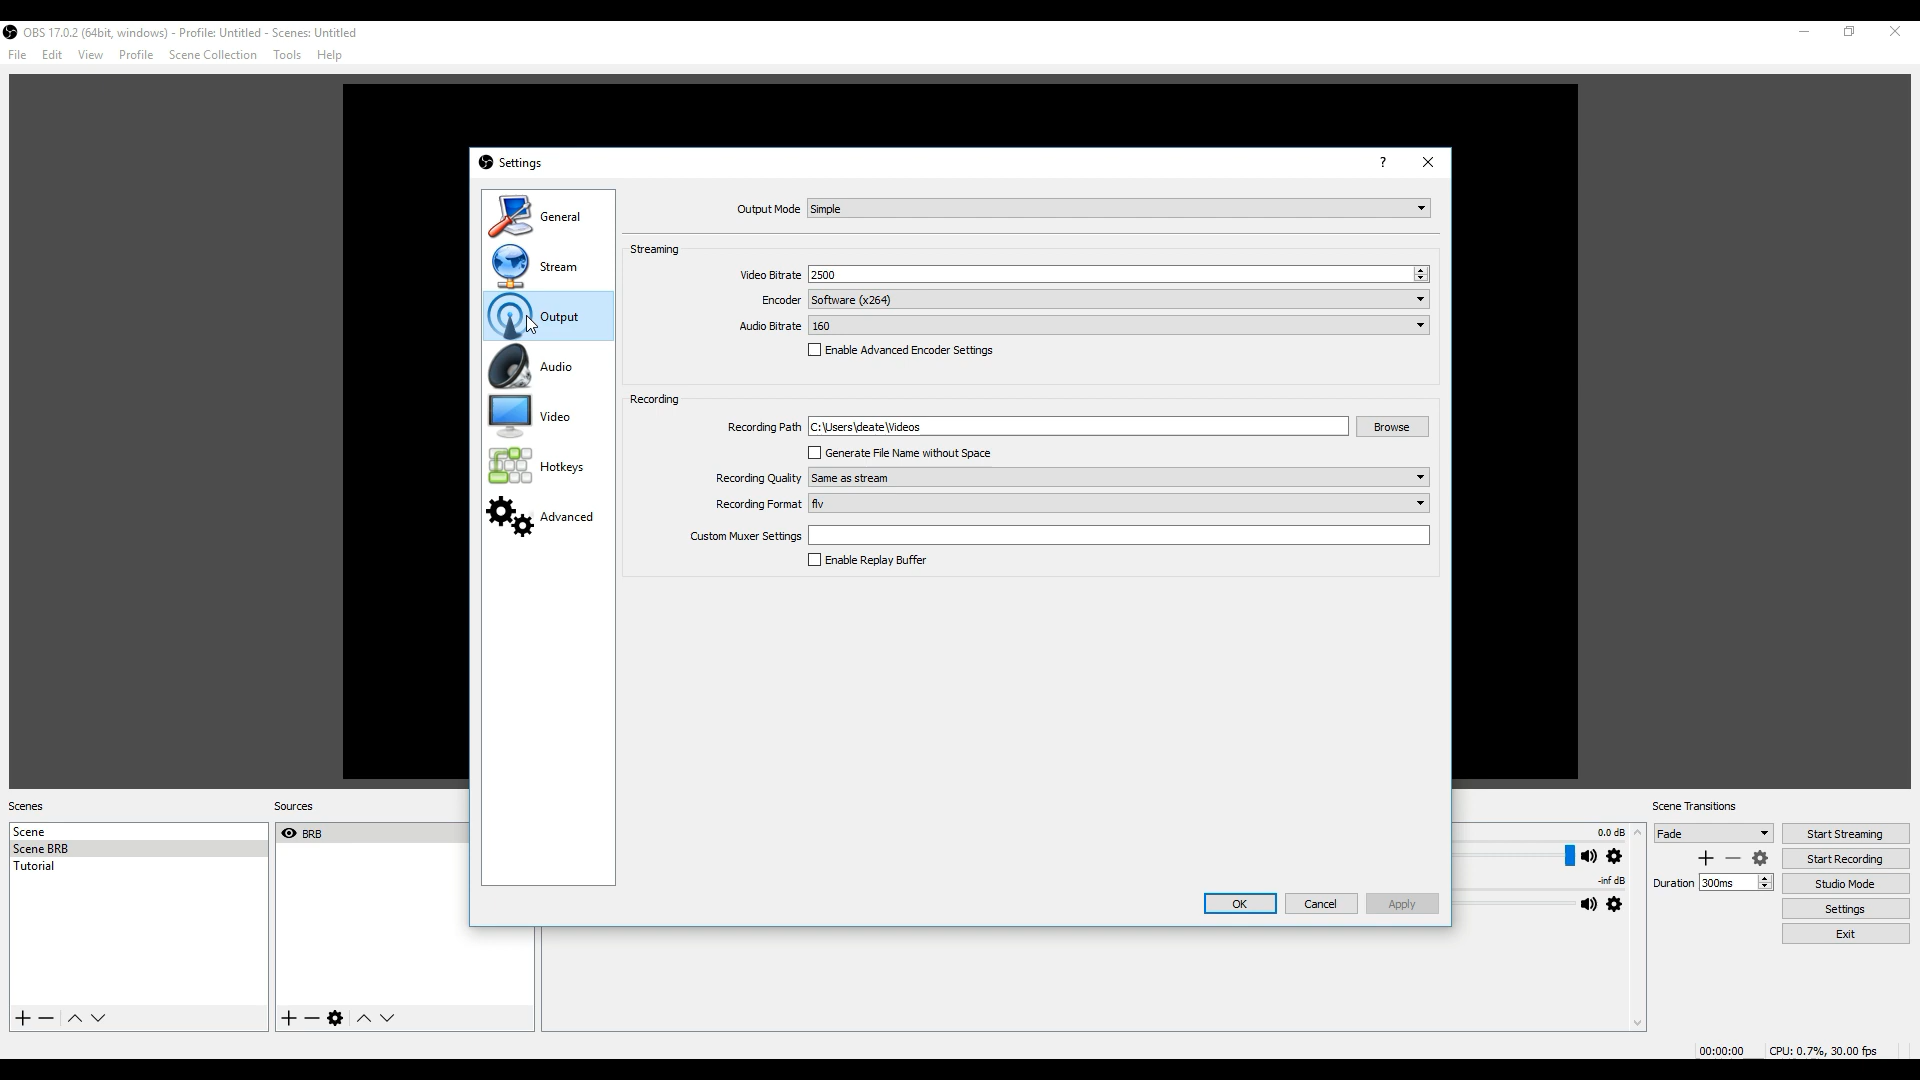 OBS 17.0.2 (64bit, windows) - Profile: Untitled - Scenes: Untitled
File Edit View Profile Scene Collection Tools Help
Settings ?
General
Stream
Output
Audio
Video
Hotkeys
Advanced
Output Mode Simple
Streaming
Video Bitrate 2500
Encoder Software (x264)
Audio Bitrate 160
Enable Advanced Encoder Settings
Recording
Recording Path C:\Users\deate\Videos Browse
Generate File Name without Space
Recording Quality Same as stream
Recording Format flv
Custom Muxer Settings
Enable Replay Buffer
OK Cancel Apply
Scenes
Scene
Scene BRB
Tutorial
Sources
BRB
0.0 dB
-inf dB
Scene Transitions
Fade
Duration 300ms
Start Streaming
Start Recording
Studio Mode
Settings
Exit
00:00:00 CPU: 0.7%, 30.00 fps